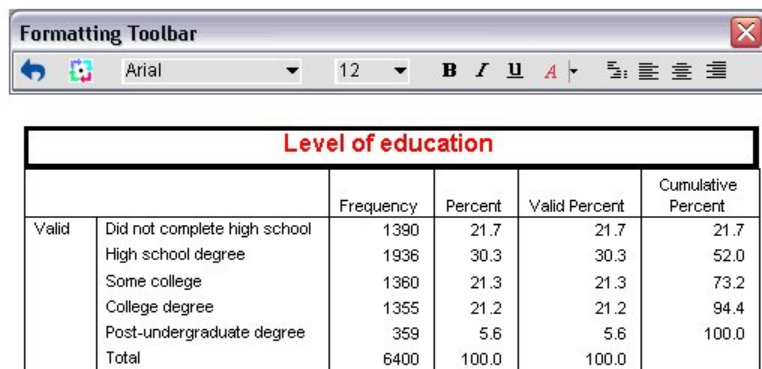 Formatting Toolbar
Arial 12 B I U A
Level of education
Frequency Percent Valid Percent Cumulative Percent
Valid Did not complete high school 1390 21.7 21.7 21.7
High school degree 1936 30.3 30.3 52.0
Some college 1360 21.3 21.3 73.2
College degree 1355 21.2 21.2 94.4
Post-undergraduate degree 359 5.6 5.6 100.0
Total 6400 100.0 100.0